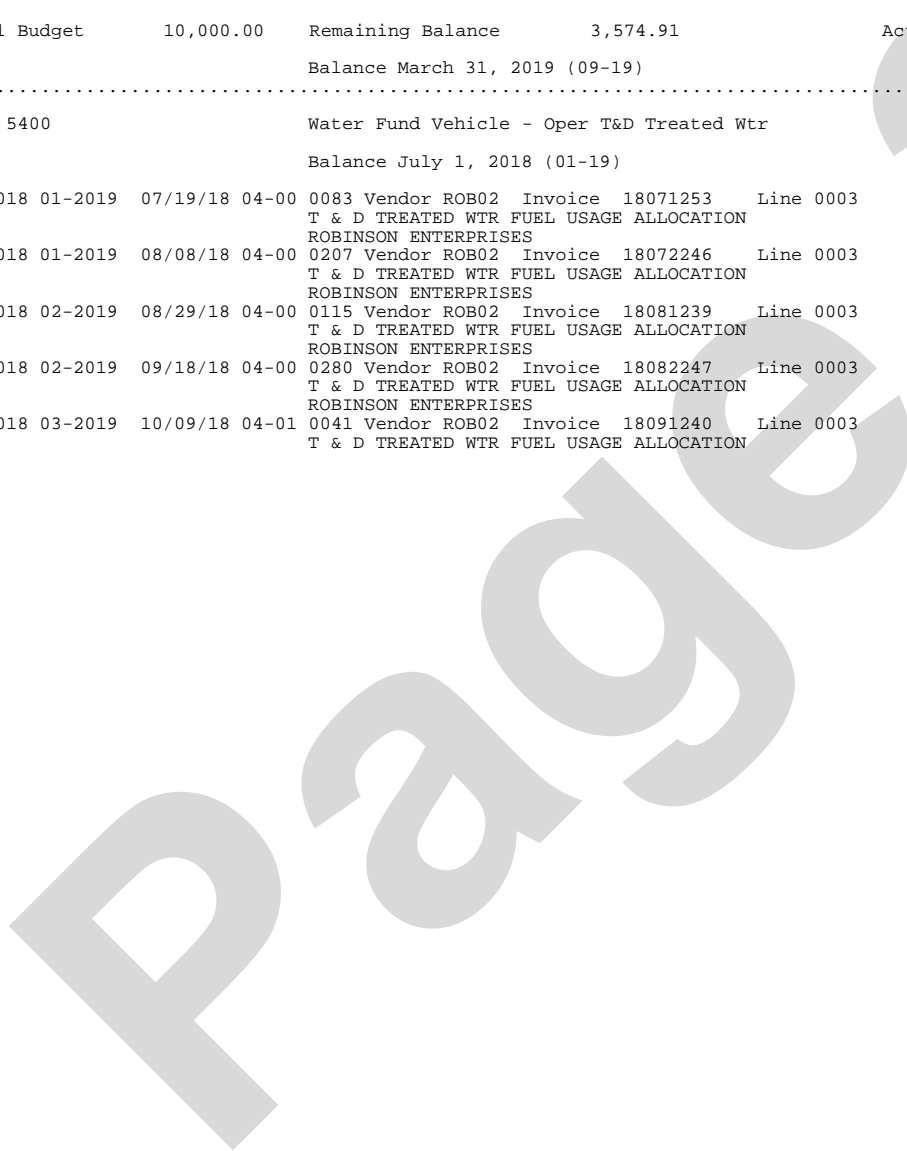 1 Budget 10,000.00 Remaining Balance 3,574.91
Balance March 31, 2019 (09-19)
5400 Water Fund Vehicle - Oper T&D Treated Wtr
Balance July 1, 2018 (01-19)
018 01-2019 07/19/18 04-00 0083 Vendor ROB02 Invoice 18071253 Line 0003
T & D TREATED WTR FUEL USAGE ALLOCATION
ROBINSON ENTERPRISES
018 01-2019 08/08/18 04-00 0207 Vendor ROB02 Invoice 18072246 Line 0003
T & D TREATED WTR FUEL USAGE ALLOCATION
ROBINSON ENTERPRISES
018 02-2019 08/29/18 04-00 0115 Vendor ROB02 Invoice 18081239 Line 0003
T & D TREATED WTR FUEL USAGE ALLOCATION
ROBINSON ENTERPRISES
018 02-2019 09/18/18 04-00 0280 Vendor ROB02 Invoice 18082247 Line 0003
T & D TREATED WTR FUEL USAGE ALLOCATION
ROBINSON ENTERPRISES
018 03-2019 10/09/18 04-01 0041 Vendor ROB02 Invoice 18091240 Line 0003
T & D TREATED WTR FUEL USAGE ALLOCATION
Page